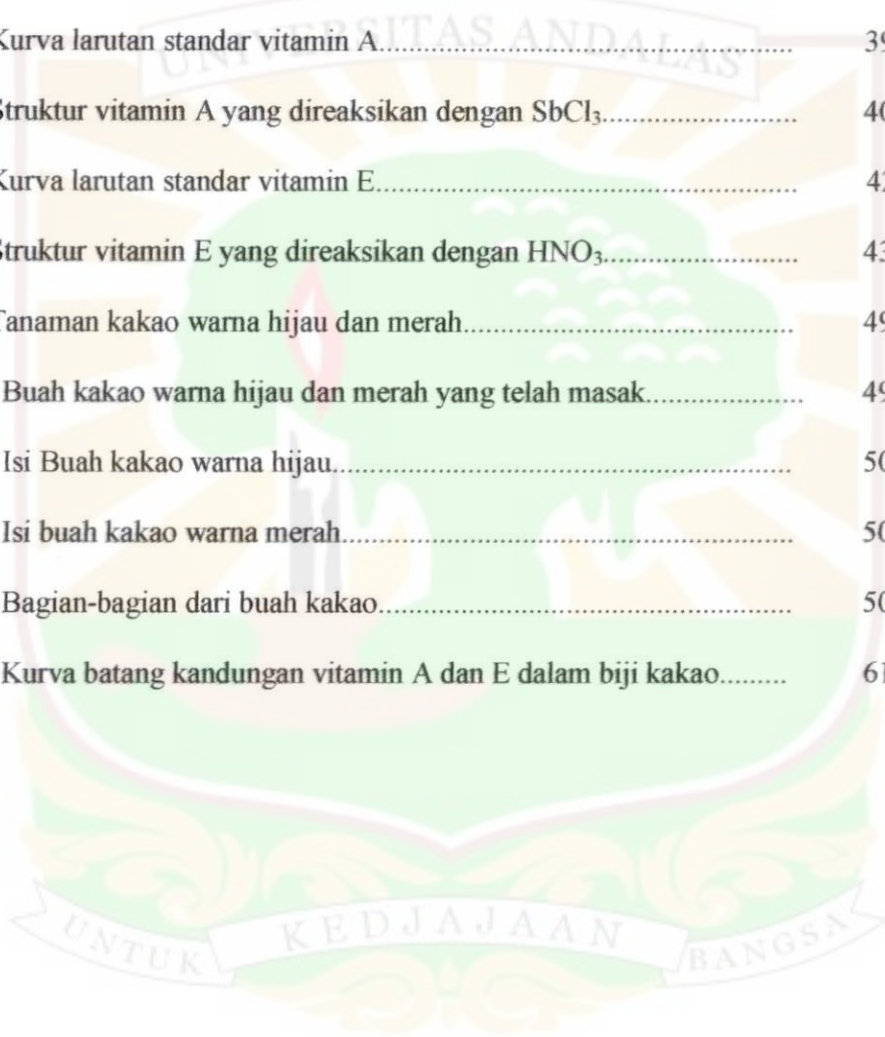 UNIVERSITAS ANDALAS
Kurva larutan standar vitamin A.......................................................... 39
Struktur vitamin A yang direaksikan dengan SbCl₃.......................... 40
Kurva larutan standar vitamin E.......................................................... 42
Struktur vitamin E yang direaksikan dengan HNO₃.......................... 43
Tanaman kakao warna hijau dan merah............................................ 49
Buah kakao warna hijau dan merah yang telah masak..................... 49
Isi Buah kakao warna hijau............................................................. 50
Isi buah kakao warna merah............................................................ 50
Bagian-bagian dari buah kakao....................................................... 50
Kurva batang kandungan vitamin A dan E dalam biji kakao......... 61
UNTUK KEDJAJAAN BANGSA